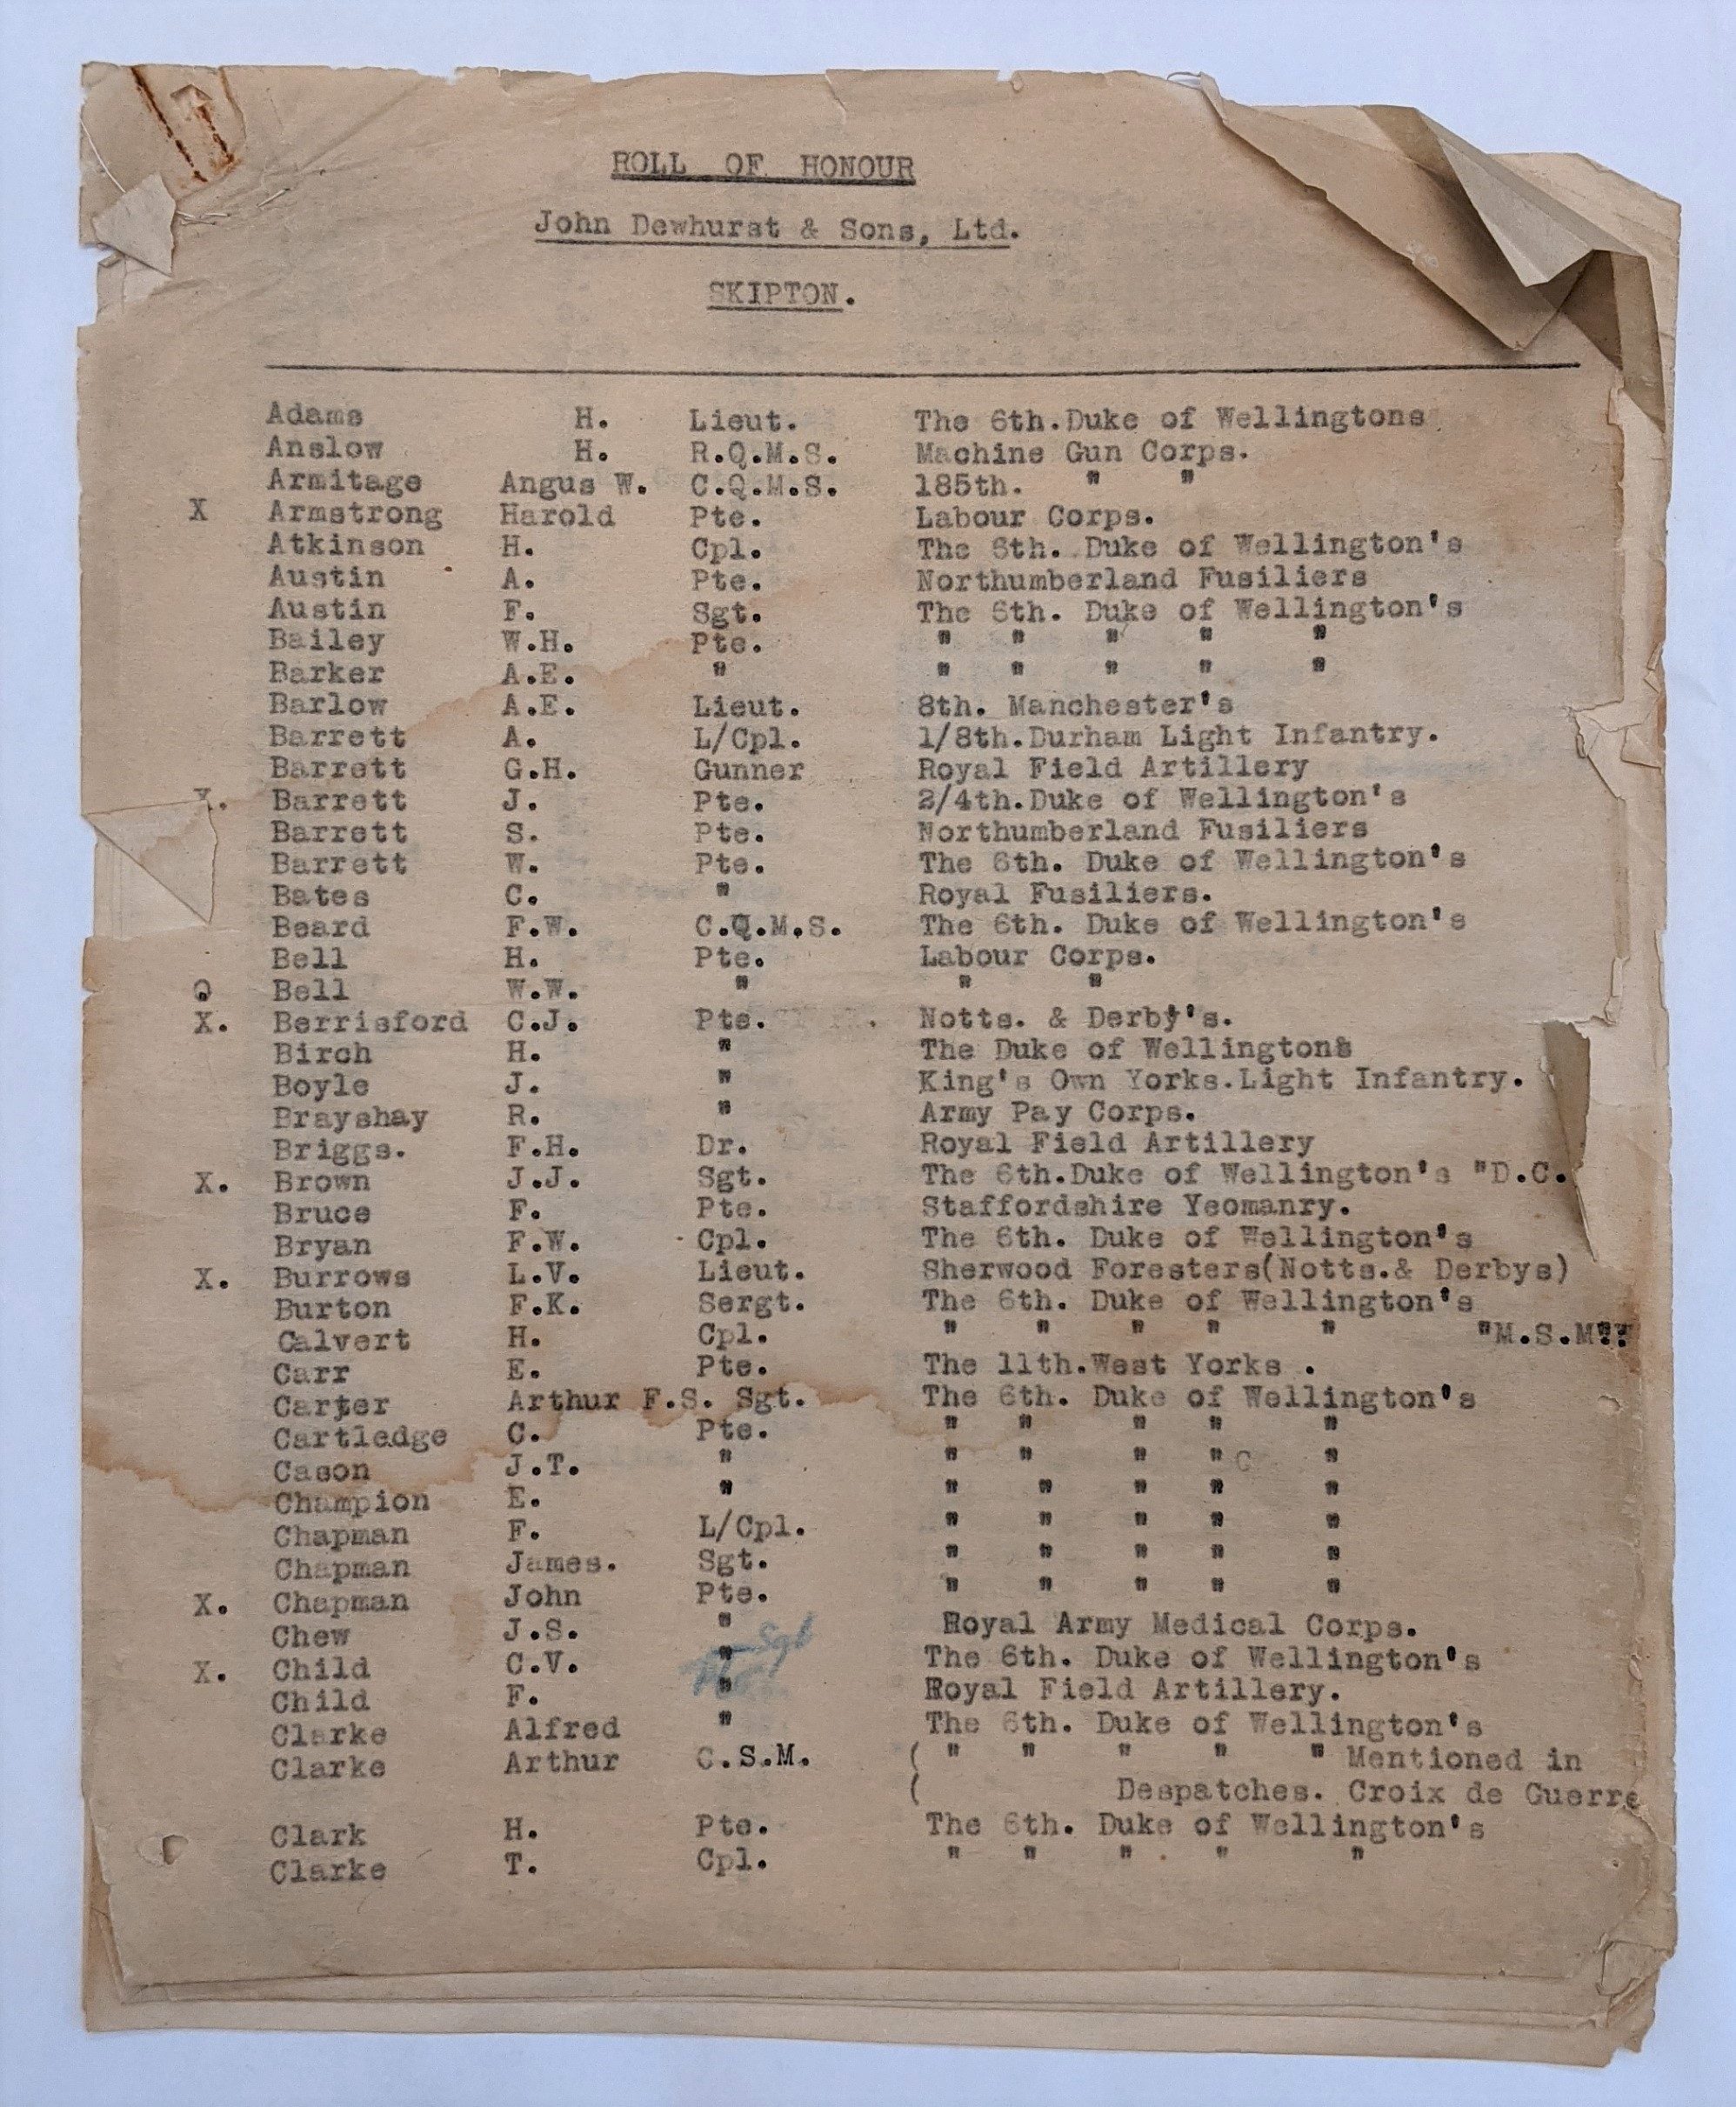 ROLL OF HONOUR
John Dewhurst & Sons, Ltd.
SKIPTON.
Adams H. Lieut. The 6th.Duke of Wellingtons
Anslow H. R.Q.M.S. Machine Gun Corps.
Armitage Angus W. C.Q.M.S. 185th. " "
X Armstrong Harold Pte. Labour Corps.
Atkinson H. Cpl. The 6th. Duke of Wellington's
Austin A. Pte. Northumberland Fusiliers
Austin F. Sgt. The 6th. Duke of Wellington's
Bailey W.H. Pte. " " " " "
Barker A.E. " " " " " "
Barlow A.E. Lieut. 8th. Manchester's
Barrett A. L/Cpl. 1/8th.Durham Light Infantry.
Barrett G.H. Gunner Royal Field Artillery
X. Barrett J. Pte. 2/4th.Duke of Wellington's
Barrett S. Pte. Northumberland Fusiliers
Barrett W. Pte. The 6th. Duke of Wellington's
Bates C. " Royal Fusiliers.
Beard F.W. C.Q.M.S. The 6th. Duke of Wellington's
Bell H. Pte. Labour Corps.
Bell W.W. " " "
X. Berrisford C.J. Pte. Notts. & Derby's.
Birch H. " The Duke of Wellingtons
Boyle J. " King's Own Yorks.Light Infantry.
Brayshay R. " Army Pay Corps.
Briggs. F.H. Dr. Royal Field Artillery
X. Brown J.J. Sgt. The 6th.Duke of Wellington's "D.C.
Bruce F. Pte. Staffordshire Yeomanry.
Bryan F.W. Cpl. The 6th. Duke of Wellington's
X. Burrows L.V. Lieut. Sherwood Foresters(Notts.& Derbys)
Burton F.K. Sergt. The 6th. Duke of Wellington's
Calvert H. Cpl. " " " " " "M.S.M"
Carr E. Pte. The 11th.West Yorks .
Carter Arthur F.S. Sgt. The 6th. Duke of Wellington's
Cartledge C. Pte. " " " " "
Cason J.T. " " " " " "
Champion E. " " " " " "
Chapman F. L/Cpl. " " " " "
Chapman James. Sgt. " " " " "
X. Chapman John Pte. " " " " "
Chew J.S. " Royal Army Medical Corps.
X. Child C.V. " Sgt The 6th. Duke of Wellington's
Child F. " Royal Field Artillery.
Clarke Alfred " The 6th. Duke of Wellington's
Clarke Arthur C.S.M. ( " " " " " Mentioned in
( Despatches. Croix de Guerre
Clark H. Pte. The 6th. Duke of Wellington's
Clarke T. Cpl. " " " " "